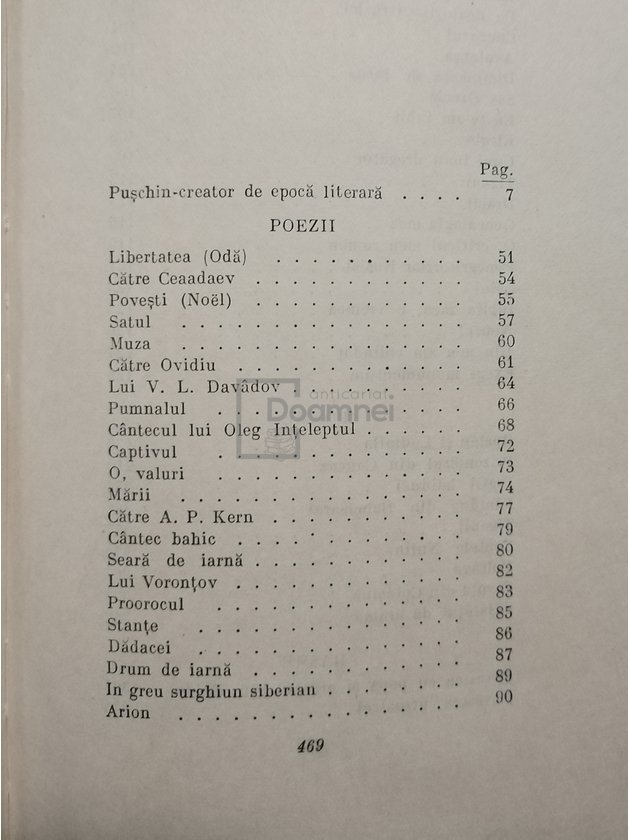 Pag.
Pușchin-creator de epocă literară . . . . 7
POEZII
Libertatea (Odă) . . . . . . . . . . . 51
Către Ceaadaev . . . . . . . . . . . . 54
Povești (Noël) . . . . . . . . . . . . 55
Satul . . . . . . . . . . . . . . . . 57
Muza . . . . . . . . . . . . . . . . . 60
Către Ovidiu . . . . . . . . . . . . . 61
Lui V. L. Davâdov . . . . . . . . . . 64
Pumnalul . . . . . . . . . . . . . . 66
Cântecul lui Oleg Ințeleptul . . . . . . 68
Captivul . . . . . . . . . . . . . . 72
O, valuri . . . . . . . . . . . . . . 73
Mării . . . . . . . . . . . . . . . . 74
Către A. P. Kern . . . . . . . . . . . 77
Cântec bahic . . . . . . . . . . . . . 79
Seară de iarnă . . . . . . . . . . . . 80
Lui Voronțov . . . . . . . . . . . . . 82
Proorocul . . . . . . . . . . . . . . 83
Stanțe . . . . . . . . . . . . . . . 85
Dădacei . . . . . . . . . . . . . . . 86
Drum de iarnă . . . . . . . . . . . . 87
In greu surghiun siberian . . . . . . . . 89
Arion . . . . . . . . . . . . . . . . 90
469
anticariat
Doamnei